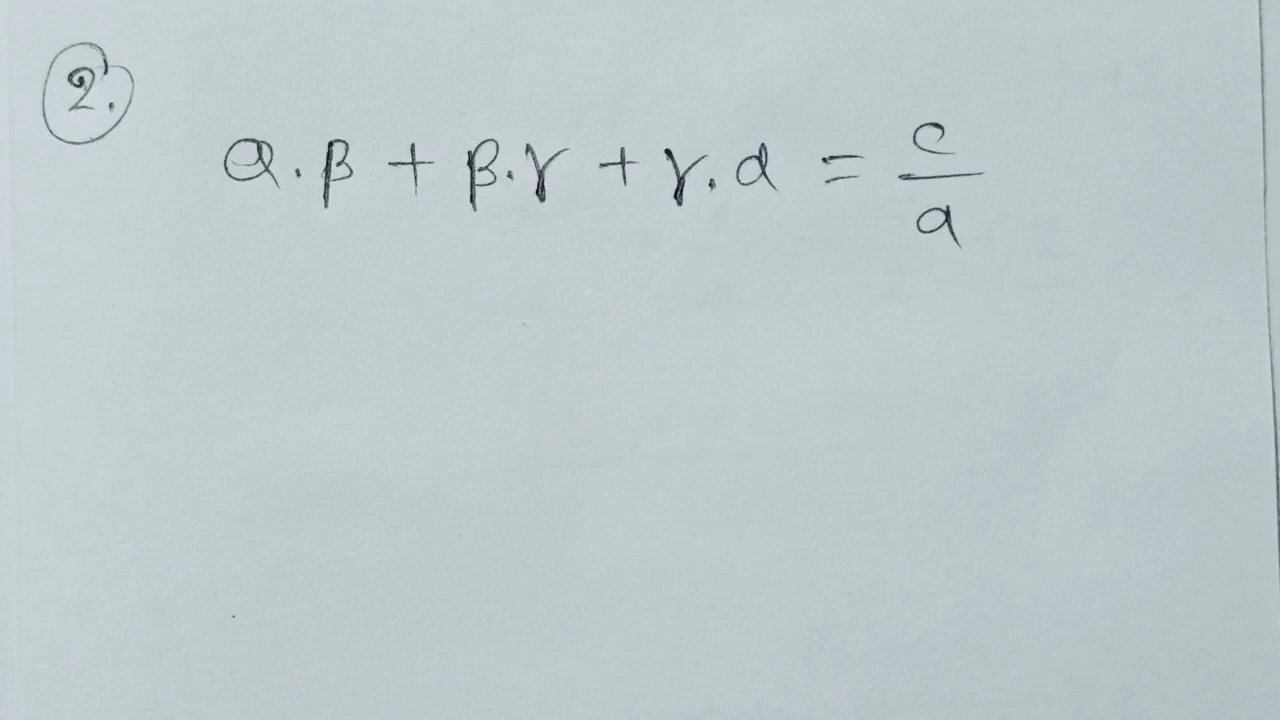 2.
α.β + β.γ + γ.α = c/a